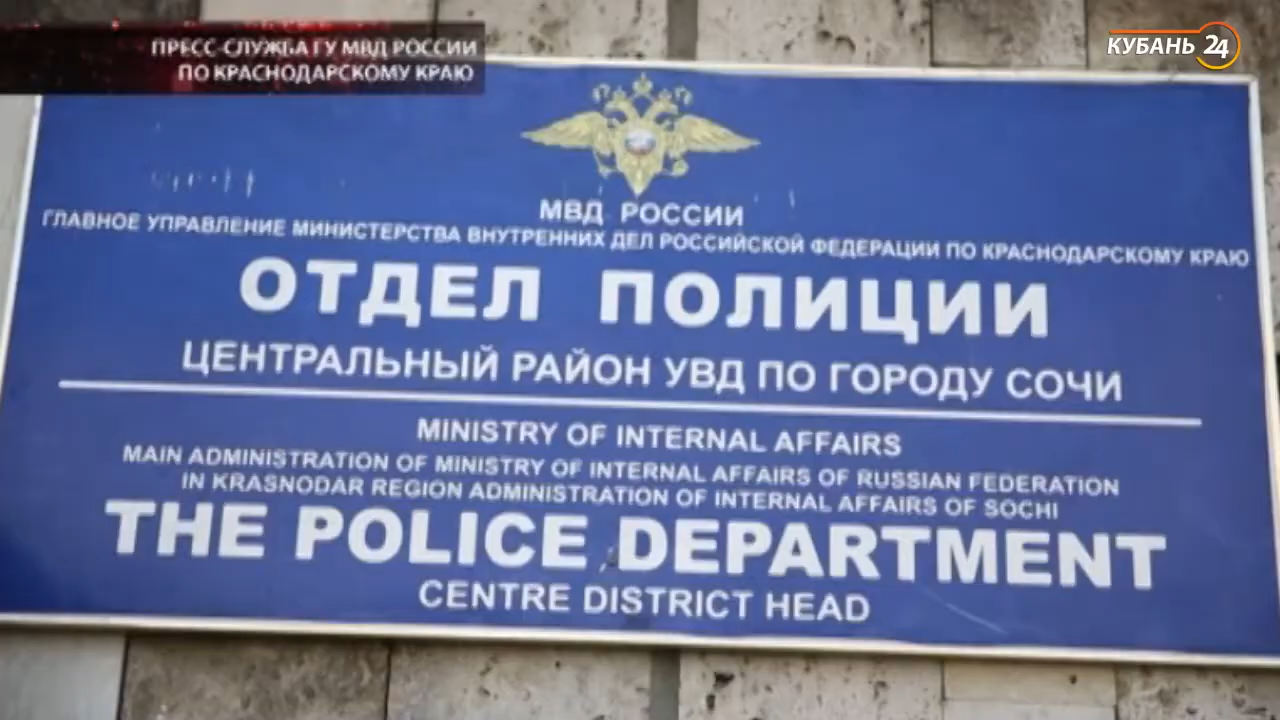 ПРЕСС-СЛУЖБА ГУ МВД РОССИИ
ПО КРАСНОДАРСКОМУ КРАЮ
КУБАНЬ 24
МВД РОССИИ
ГЛАВНОЕ УПРАВЛЕНИЕ МИНИСТЕРСТВА ВНУТРЕННИХ ДЕЛ РОССИЙСКОЙ ФЕДЕРАЦИИ ПО КРАСНОДАРСКОМУ КРАЮ
ОТДЕЛ ПОЛИЦИИ
ЦЕНТРАЛЬНЫЙ РАЙОН УВД ПО ГОРОДУ СОЧИ
MINISTRY OF INTERNAL AFFAIRS
MAIN ADMINISTRATION OF MINISTRY OF INTERNAL AFFAIRS OF RUSSIAN FEDERATION
IN KRASNODAR REGION ADMINISTRATION OF INTERNAL AFFAIRS OF SOCHI
THE POLICE DEPARTMENT
CENTRE DISTRICT HEAD